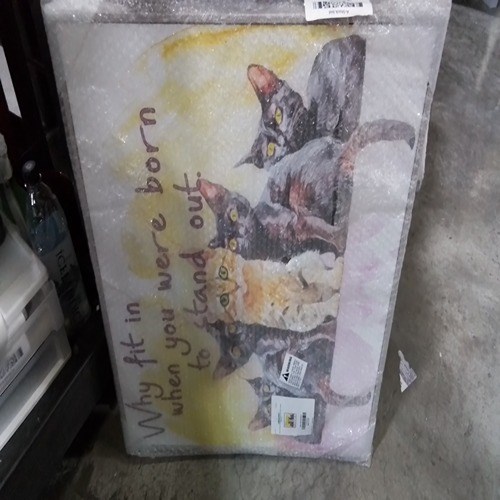 Why fit in
when you were born
to stand out.